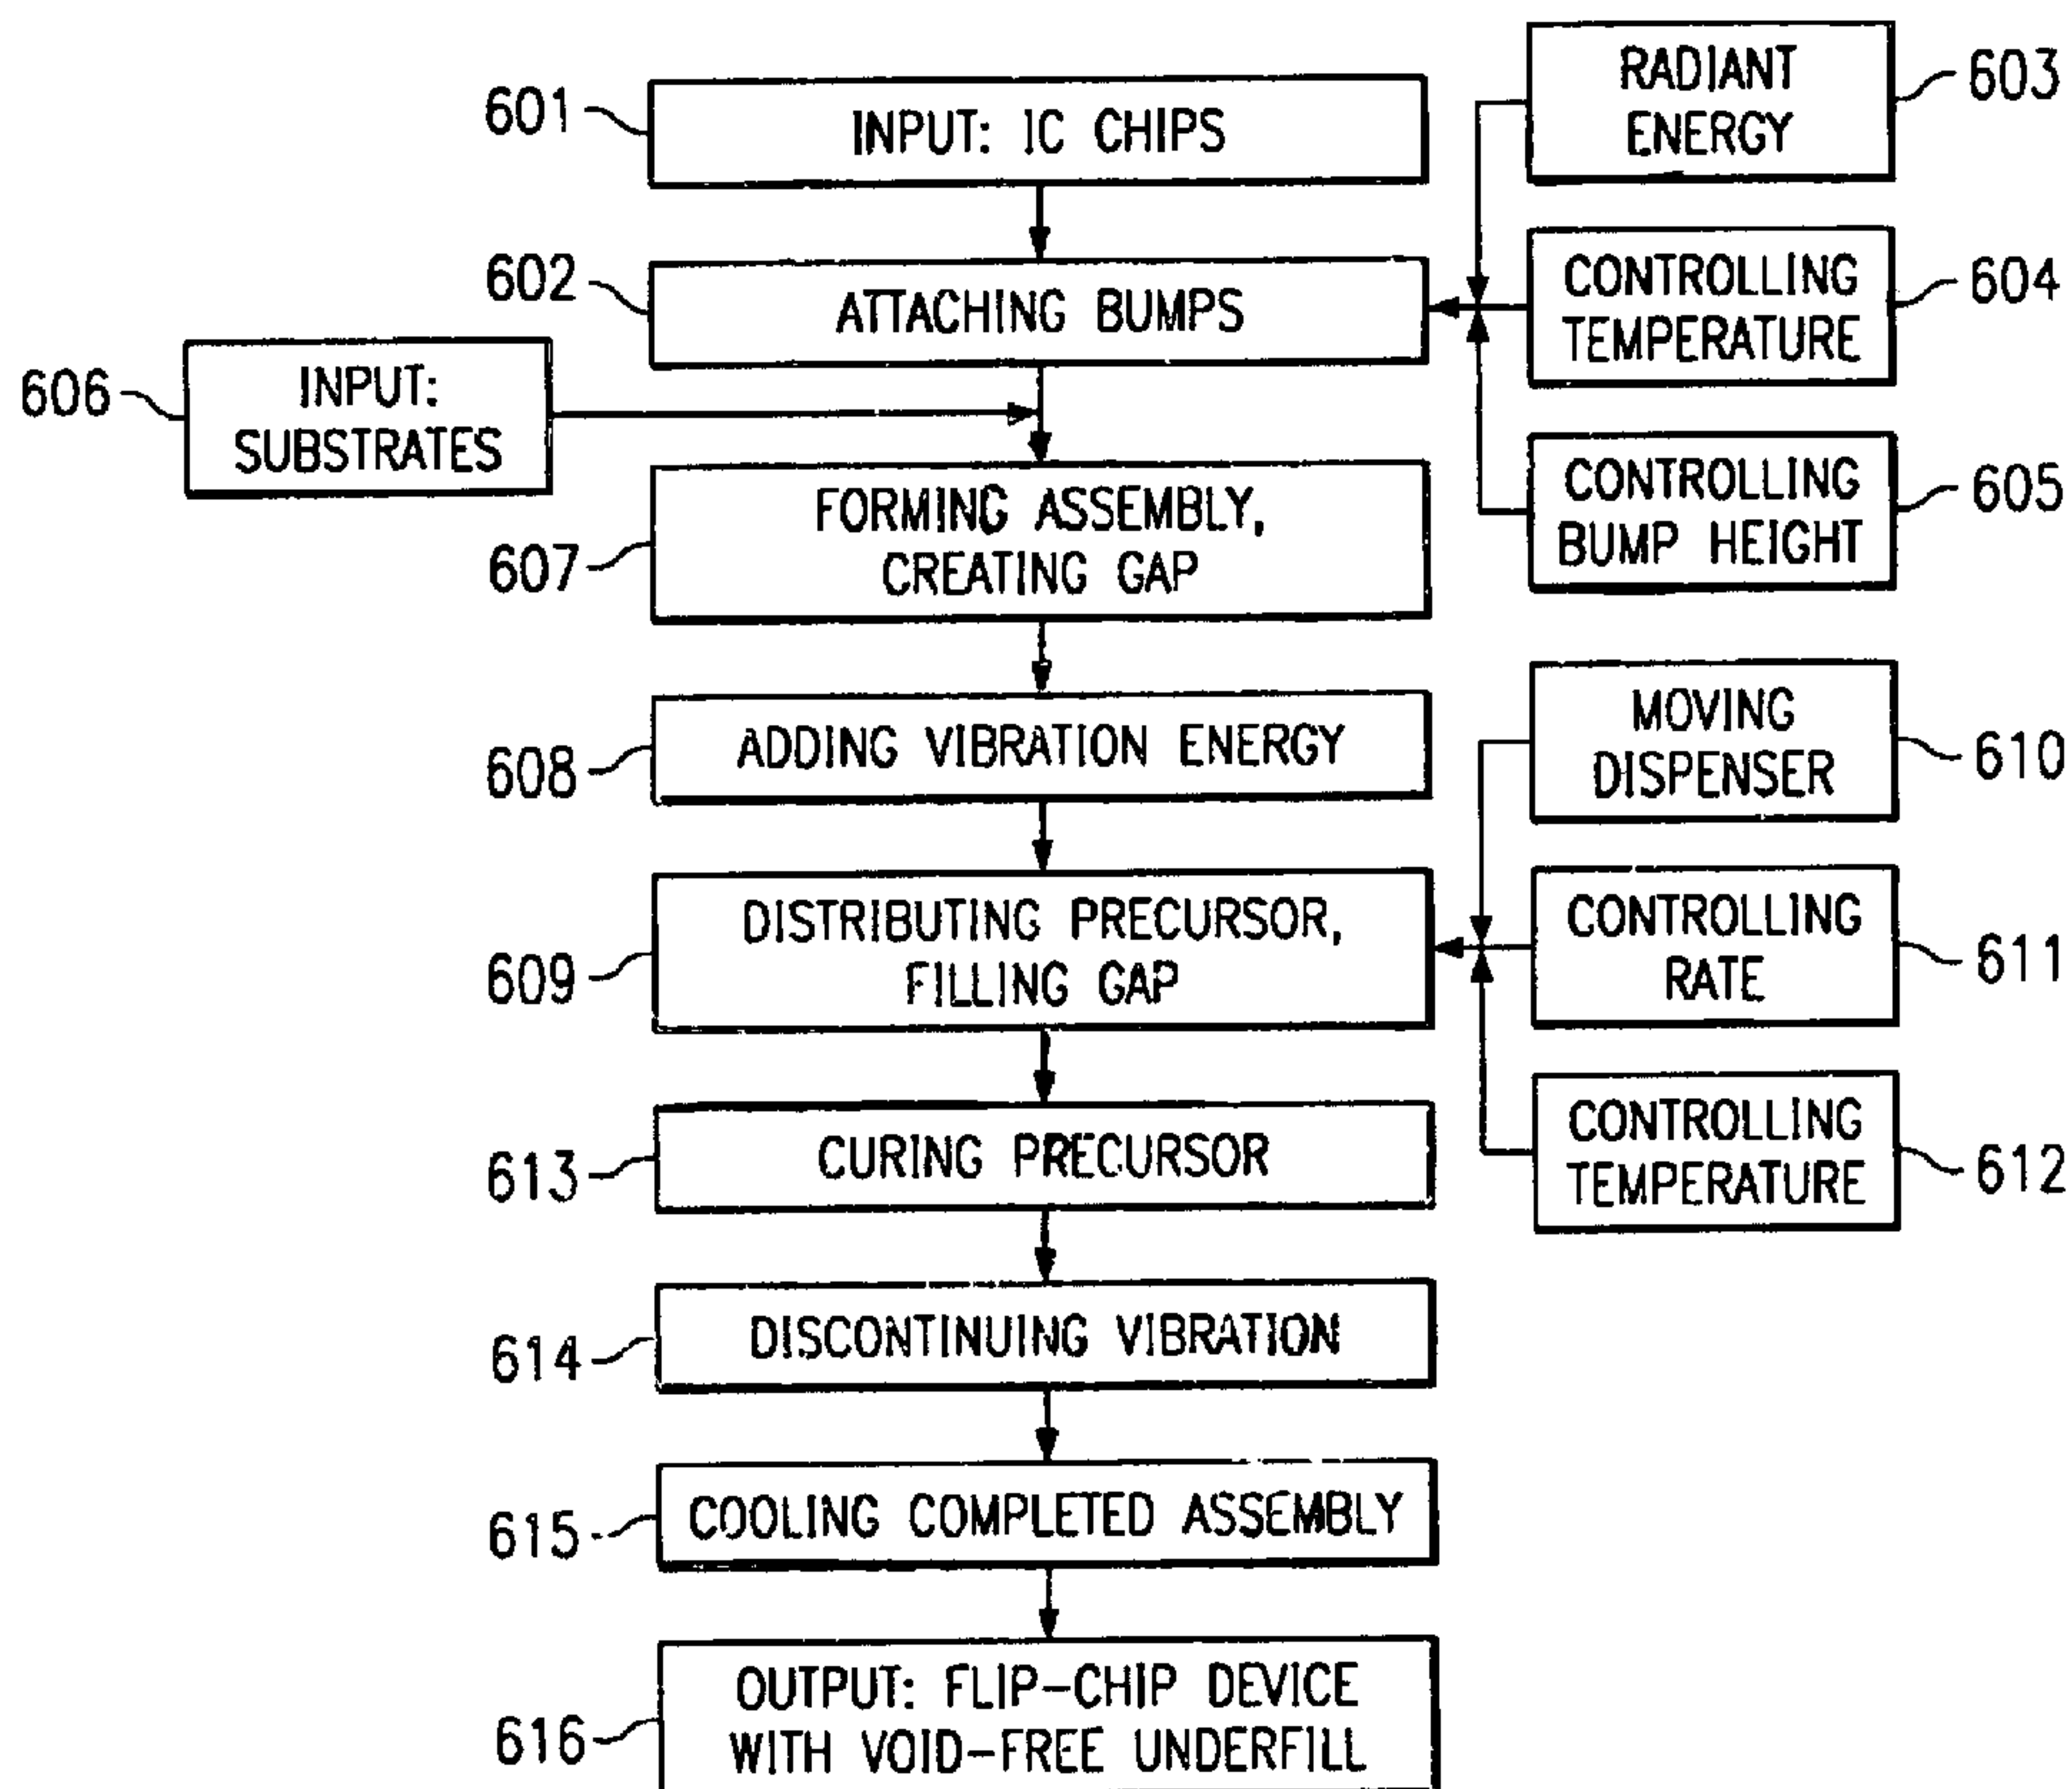 601
INPUT: IC CHIPS
RADIANT
ENERGY
603
602
ATTACHING BUMPS
CONTROLLING
TEMPERATURE
604
606
INPUT:
SUBSTRATES
CONTROLLING
BUMP HEIGHT
605
607
FORMING ASSEMBLY,
CREATING GAP
608
ADDING VIBRATION ENERGY
MOVING
DISPENSER
610
609
DISTRIBUTING PRECURSOR,
FILLING GAP
CONTROLLING
RATE
611
CONTROLLING
TEMPERATURE
612
613
CURING PRECURSOR
614
DISCONTINUING VIBRATION
615
COOLING COMPLETED ASSEMBLY
616
OUTPUT: FLIP-CHIP DEVICE
WITH VOID-FREE UNDERFILL